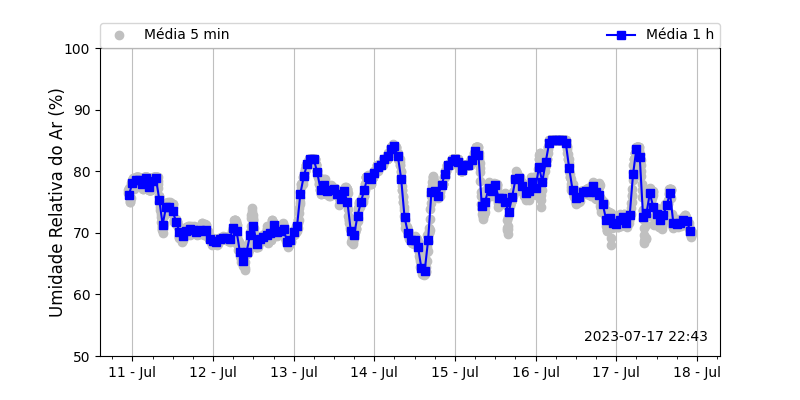 Média 5 min
Média 1 h
Umidade Relativa do Ar (%)
100
90
80
70
60
50
2023-07-17 22:43
11 - Jul
12 - Jul
13 - Jul
14 - Jul
15 - Jul
16 - Jul
17 - Jul
18 - Jul